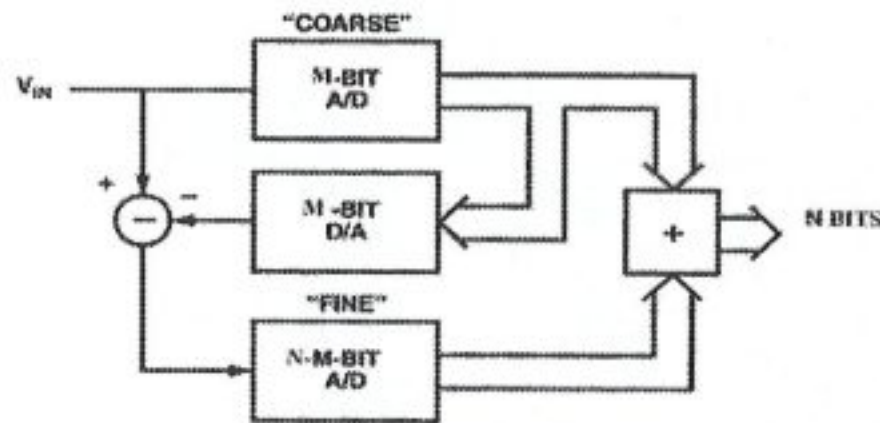 "COARSE"
M-BIT
A/D
VIN
+
−
−
M-BIT
D/A
+
N BITS
"FINE"
N-M-BIT
A/D